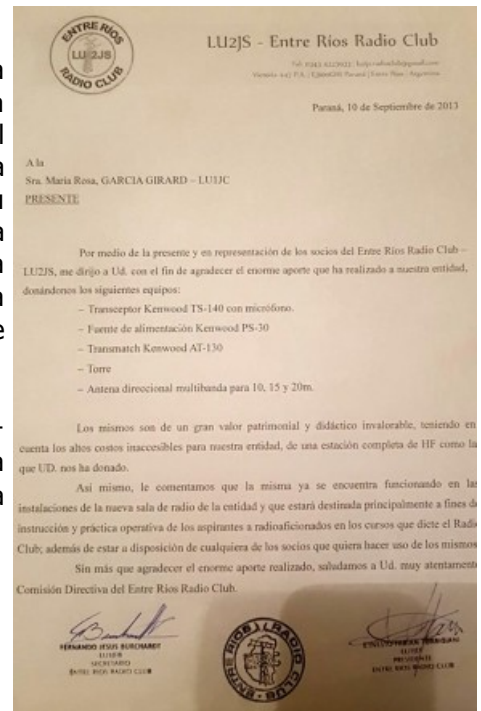 ENTRE RIOS
LU2JS
RADIO CLUB
LU2JS - Entre Ríos Radio Club
Paraná, 10 de Septiembre de 2013
A la
Sra. María Rosa, GARCIA GIRARD – LU1JC
PRESENTE
Por medio de la presente y en representación de los socios del Entre Ríos Radio Club –
LU2JS, me dirijo a Ud. con el fin de agradecer el enorme aporte que ha realizado a nuestra entidad,
donándonos los siguientes equipos:
– Transceptor Kenwood TS-140 con micrófono.
– Fuente de alimentación Kenwood PS-30
– Transmatch Kenwood AT-130
– Torre
– Antena direccional multibanda para 10, 15 y 20m.
Los mismos son de un gran valor patrimonial y didáctico invalorable, teniendo en
cuenta los altos costos inaccesibles para nuestra entidad, de una estación completa de HF como la
que UD. nos ha donado.
Así mismo, le comentamos que la misma ya se encuentra funcionando en las
instalaciones de la nueva sala de radio de la entidad y que estará destinada principalmente a fines de
instrucción y práctica operativa de los aspirantes a radioaficionados en los cursos que dicte el Radio
Club; además de estar a disposición de cualquiera de los socios que quiera hacer uso de los mismos
Sin más que agradecer el enorme aporte realizado, saludamos a Ud. muy atentamente
Comisión Directiva del Entre Ríos Radio Club.
FERNANDO JESUS BURCHARDT
SECRETARIO
ENTRE RIOS RADIO CLUB
ENTRE RIOS RADIO CLUB
PRESIDENTE
ENTRE RIOS RADIO CLUB